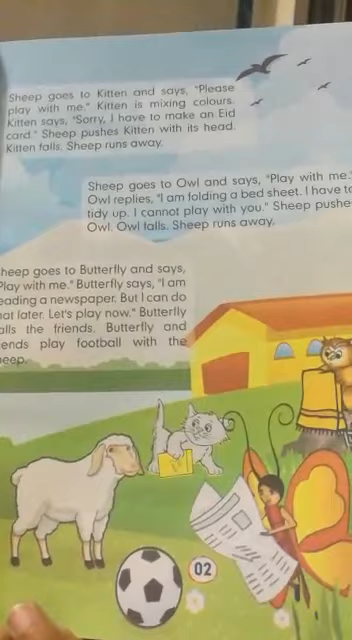 Sheep goes to Kitten and says, "Please
play with me." Kitten is mixing colours.
Kitten says, "Sorry, I have to make an Eid
card." Sheep pushes Kitten with its head.
Kitten falls. Sheep runs away.
Sheep goes to Owl and says, "Play with me."
Owl replies, "I am folding a bed sheet. I have to
tidy up. I cannot play with you." Sheep pushe
Owl. Owl falls. Sheep runs away.
heep goes to Butterfly and says,
Play with me." Butterfly says, "I am
eading a newspaper. But I can do
at later. Let's play now." Butterfly
alls the friends. Butterfly and
ends play football with the
eep.
02